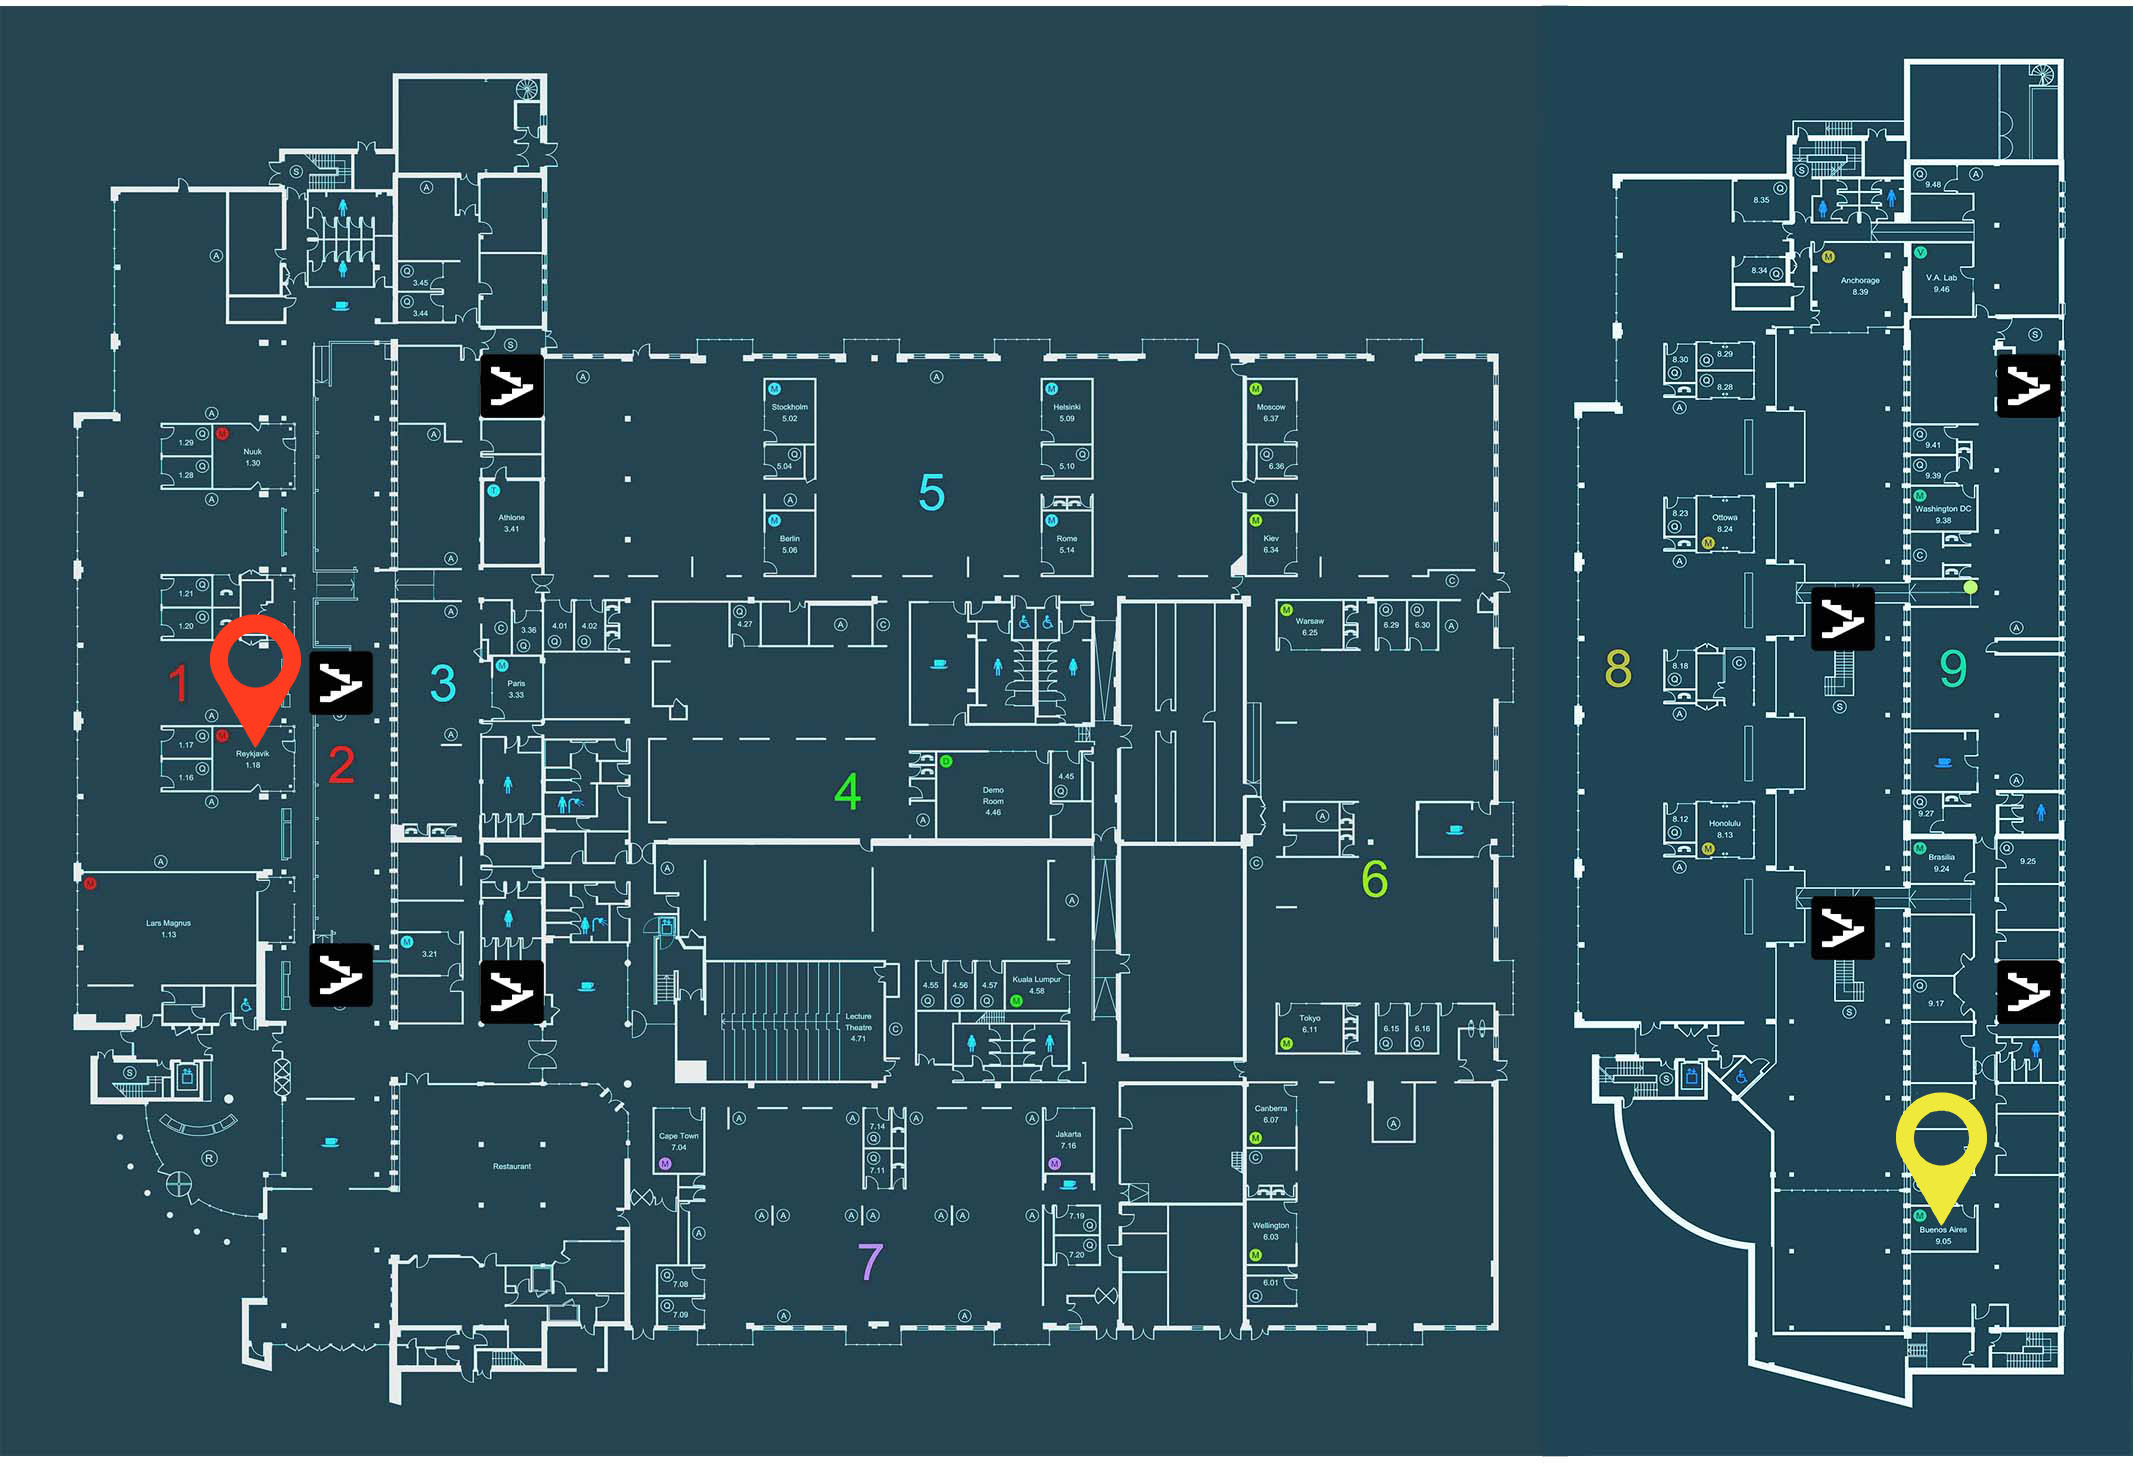 S
A
A
Q
3.45
Q
3.44
S
A
A
A
M
Stockholm
5.02
Q
5.04
A
M
Berlin
5.06
M
Helsinki
5.09
Q
5.10
M
Rome
5.14
5
M
Moscow
6.37
Q
6.36
A
M
Kiev
6.34
C
A
1.29
Q
1.28
Q
M
Nuuk
1.30
A
A
T
Athlone
3.41
A
1.21
Q
1.20
Q
1
A
1.17
Q
1.16
Q
M
Reykjavik
1.18
A
2
A
3
A
C
3.36
Q
M
Paris
3.33
4.01
Q
4.02
Q
Q
4.27
A
C
4
D
Demo
Room
4.46
4.45
Q
A
M
Warsaw
6.25
6.29
Q
6.30
Q
A
A
C
6
A
M
Lars Magnus
1.13
M
3.21
A
A
4.55
Q
4.56
Q
4.57
Q
Kuala Lumpur
4.58
M
Lecture
Theatre
4.71
C
Tokyo
6.11
M
6.15
Q
6.16
Q
S
R
Restaurant
Cape Town
7.04
M
A
A
7.14
Q
Q
7.11
A
A
Jakarta
7.16
M
Canberra
6.07
M
C
A
A
A A
A A
A A
A
7.19
Q
Q
7.20
Wellington
6.03
M
6.01
Q
7
Q
7.08
Q
7.09
A
A
S
Q
8.35
8.34
Q
M
Anchorage
8.39
Q
9.48
A
V
V.A. Lab
9.46
S
8.30
Q
8.29
Q
Q
8.28
A
Q
9.41
Q
9.39
M
Washington DC
9.38
C
8.23
Q
Ottowa
8.24
M
A
A
8
8.18
Q
C
A
S
9
A
Q
9.27
8.12
Q
Honolulu
8.13
M
A
M
Brasilia
9.24
Q
9.25
Q
9.17
S
S
M
Buenos Aires
9.05